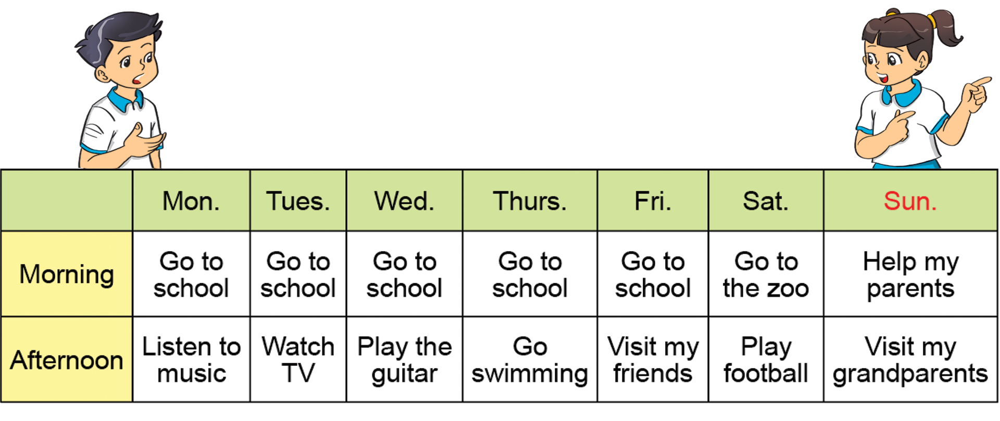 Mon. Tues. Wed. Thurs. Fri. Sat. Sun.
Morning
Go to
school
Go to
school
Go to
school
Go to
school
Go to
school
Go to
the zoo
Help my
parents
Afternoon
Listen to
music
Watch
TV
Play the
guitar
Go
swimming
Visit my
friends
Play
football
Visit my
grandparents